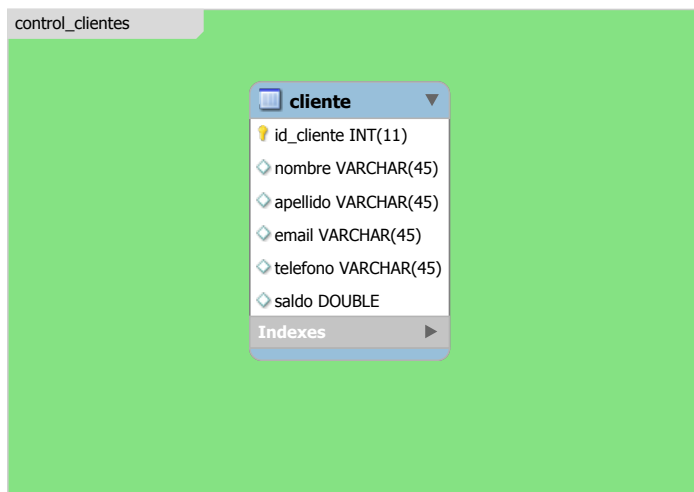 control_clientes
cliente
id_cliente INT(11)
nombre VARCHAR(45)
apellido VARCHAR(45)
email VARCHAR(45)
telefono VARCHAR(45)
saldo DOUBLE
Indexes